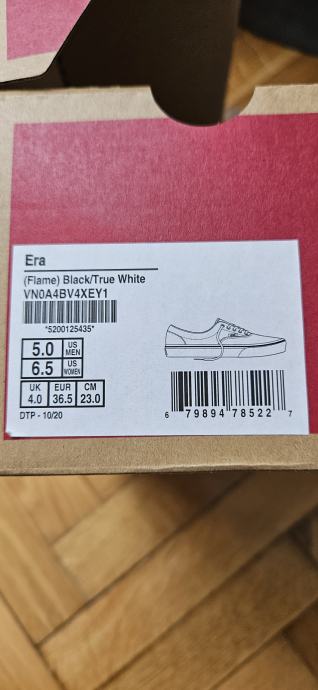 Era
(Flame) Black/True White
VN0A4BV4XEY1
*5200125435*
5.0 US MEN
6.5 US WOMEN
UK 4.0 EUR 36.5 CM 23.0
DTP - 10/20
6 79894 78522 7